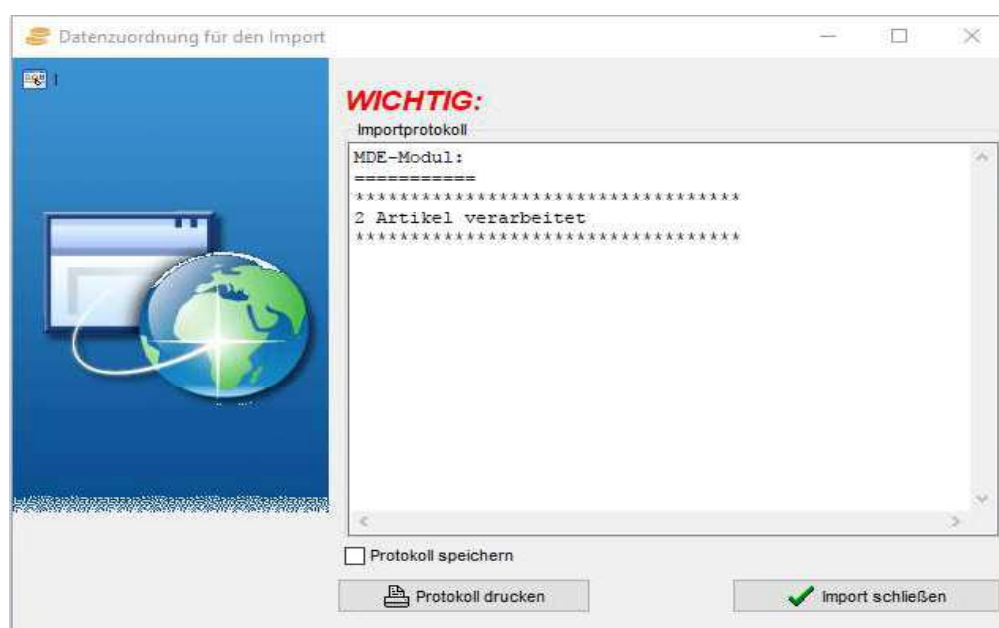 Datenzuordnung für den Import
WICHTIG:
Importprotokoll
MDE-Modul:
===========
***********************************
2 Artikel verarbeitet
***********************************
Protokoll speichern
Protokoll drucken
Import schließen